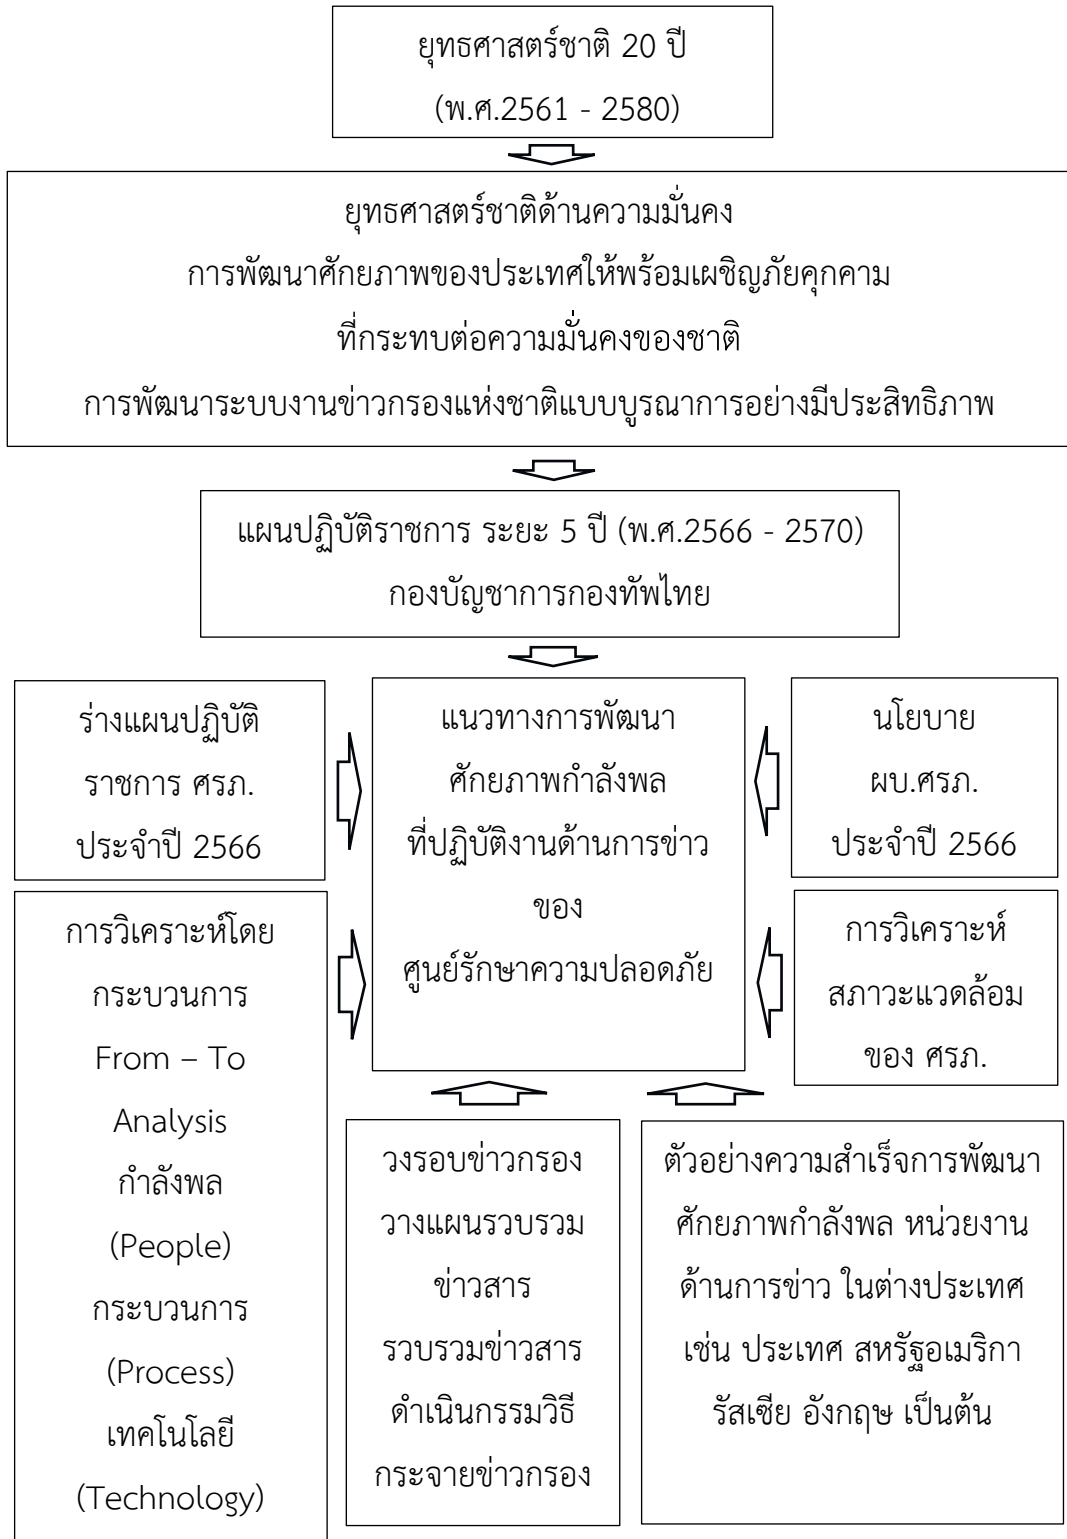 ยุทธศาสตร์ชาติ 20 ปี
(พ.ศ.2561 - 2580)
ยุทธศาสตร์ชาติด้านความมั่นคง
การพัฒนาศักยภาพของประเทศให้พร้อมเผชิญภัยคุกคาม
ที่กระทบต่อความมั่นคงของชาติ
การพัฒนาระบบงานข่าวกรองแห่งชาติแบบบูรณาการอย่างมีประสิทธิภาพ
แผนปฏิบัติราชการ ระยะ 5 ปี (พ.ศ.2566 - 2570)
กองบัญชาการกองทัพไทย
ร่างแผนปฏิบัติ
ราชการ ศรภ.
ประจำปี 2566
แนวทางการพัฒนา
ศักยภาพกำลังพล
ที่ปฏิบัติงานด้านการข่าว
ของ
ศูนย์รักษาความปลอดภัย
นโยบาย
ผบ.ศรภ.
ประจำปี 2566
การวิเคราะห์โดย
กระบวนการ
From – To
Analysis
กำลังพล
(People)
กระบวนการ
(Process)
เทคโนโลยี
(Technology)
การวิเคราะห์
สภาวะแวดล้อม
ของ ศรภ.
วงรอบข่าวกรอง
วางแผนรวบรวม
ข่าวสาร
รวบรวมข่าวสาร
ดำเนินกรรมวิธี
กระจายข่าวกรอง
ตัวอย่างความสำเร็จการพัฒนา
ศักยภาพกำลังพล หน่วยงาน
ด้านการข่าว ในต่างประเทศ
เช่น ประเทศ สหรัฐอเมริกา
รัสเซีย อังกฤษ เป็นต้น